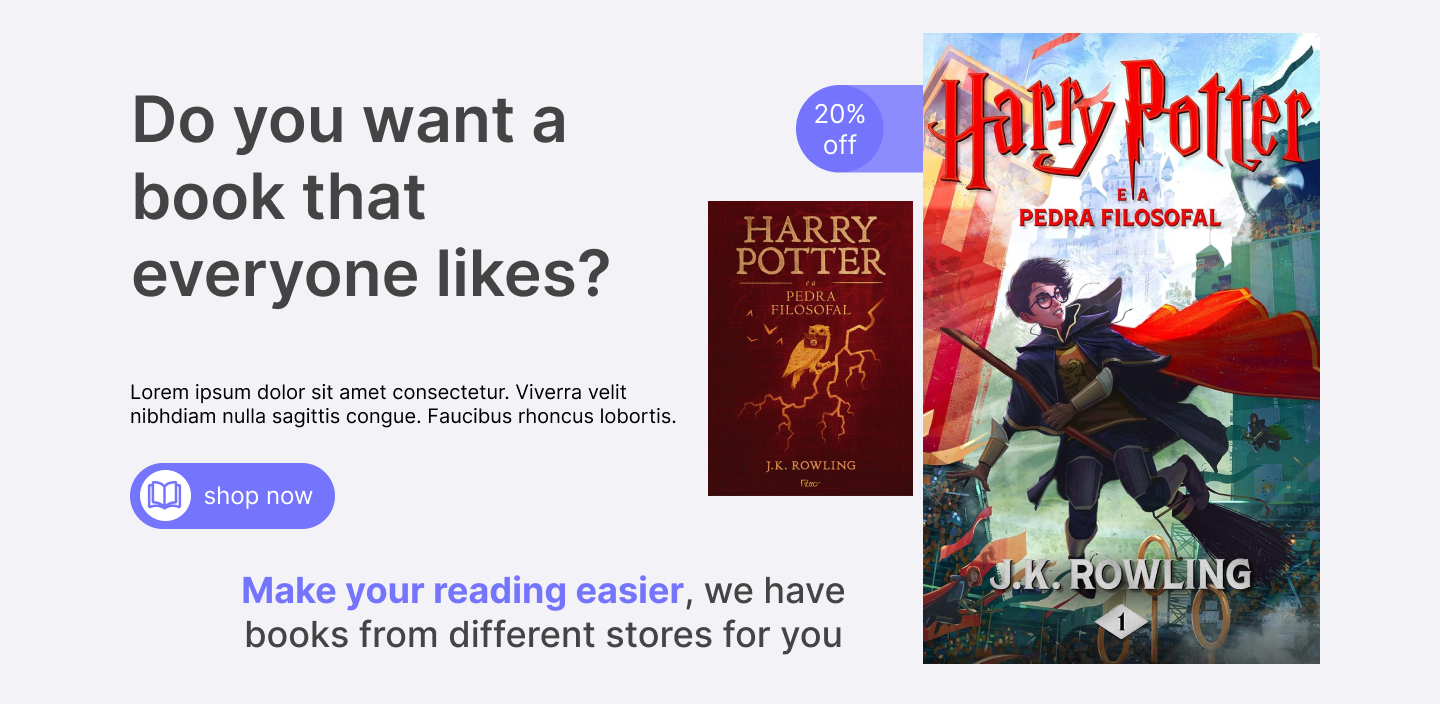 Do you want a
book that
everyone likes?
Lorem ipsum dolor sit amet consectetur. Viverra velit
nibhdiam nulla sagittis congue. Faucibus rhoncus lobortis.
shop now
Make your reading easier, we have
books from different stores for you
20%
off
HARRY
POTTER
e a
PEDRA
FILOSOFAL
J.K. ROWLING
Harry Potter
E A
PEDRA FILOSOFAL
J.K. ROWLING
1